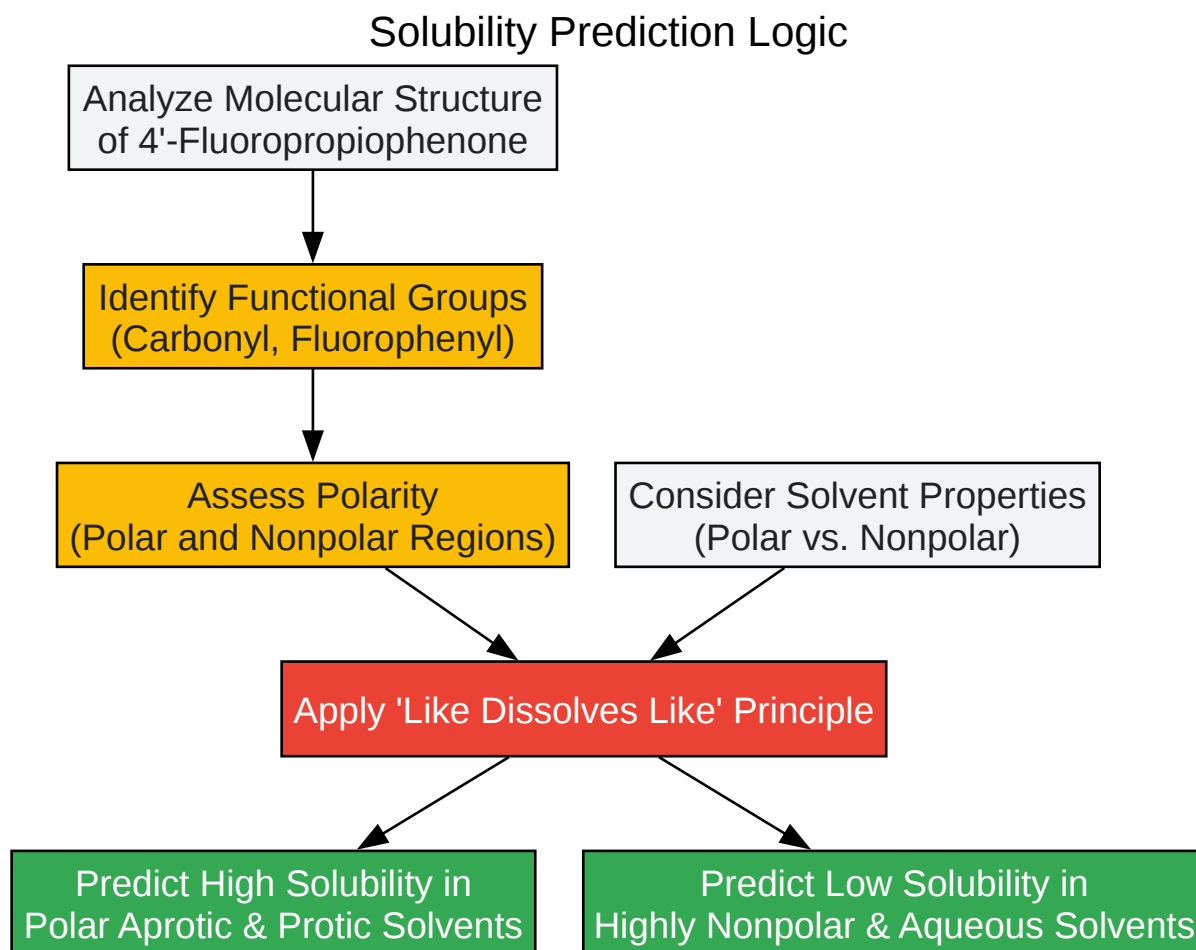 Solubility Prediction Logic
Analyze Molecular Structure
of 4'-Fluoropropiophenone
Identify Functional Groups
(Carbonyl, Fluorophenyl)
Assess Polarity
(Polar and Nonpolar Regions)
Consider Solvent Properties
(Polar vs. Nonpolar)
Apply 'Like Dissolves Like' Principle
Predict High Solubility in
Polar Aprotic & Protic Solvents
Predict Low Solubility in
Highly Nonpolar & Aqueous Solvents